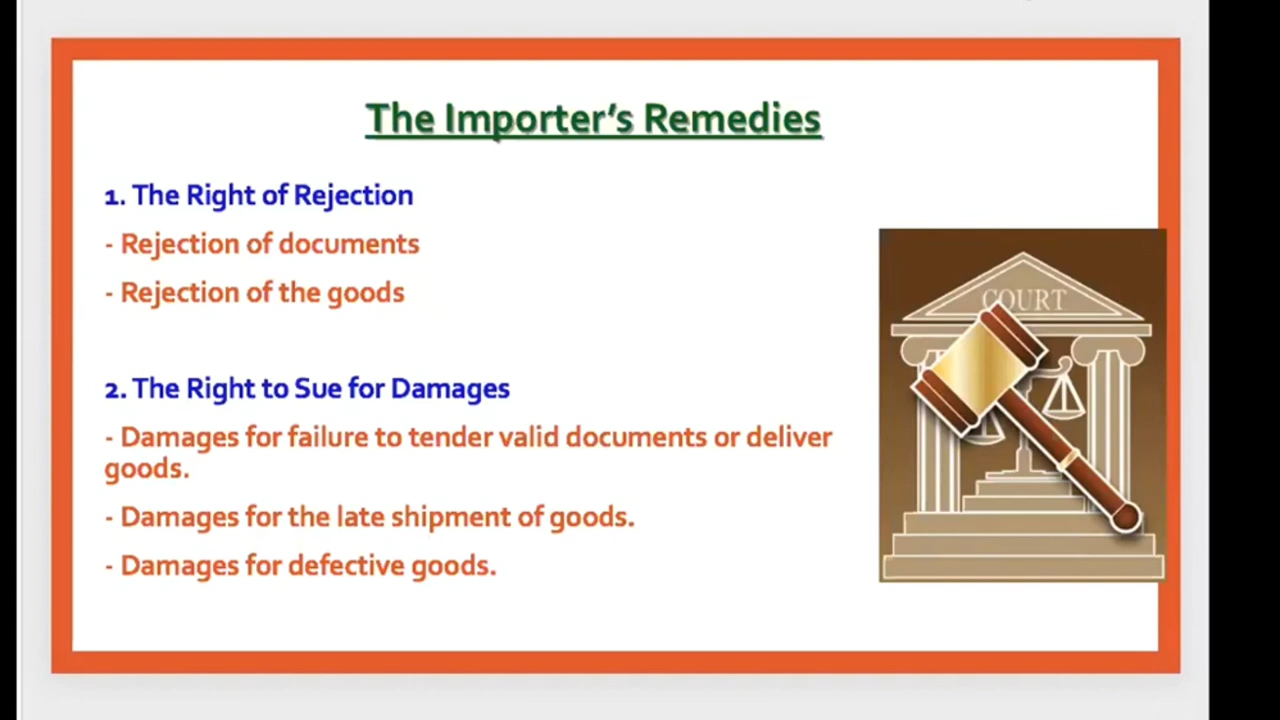 The Importer's Remedies
1. The Right of Rejection
- Rejection of documents
- Rejection of the goods
COURT
2. The Right to Sue for Damages
- Damages for failure to tender valid documents or deliver
goods.
- Damages for the late shipment of goods.
- Damages for defective goods.